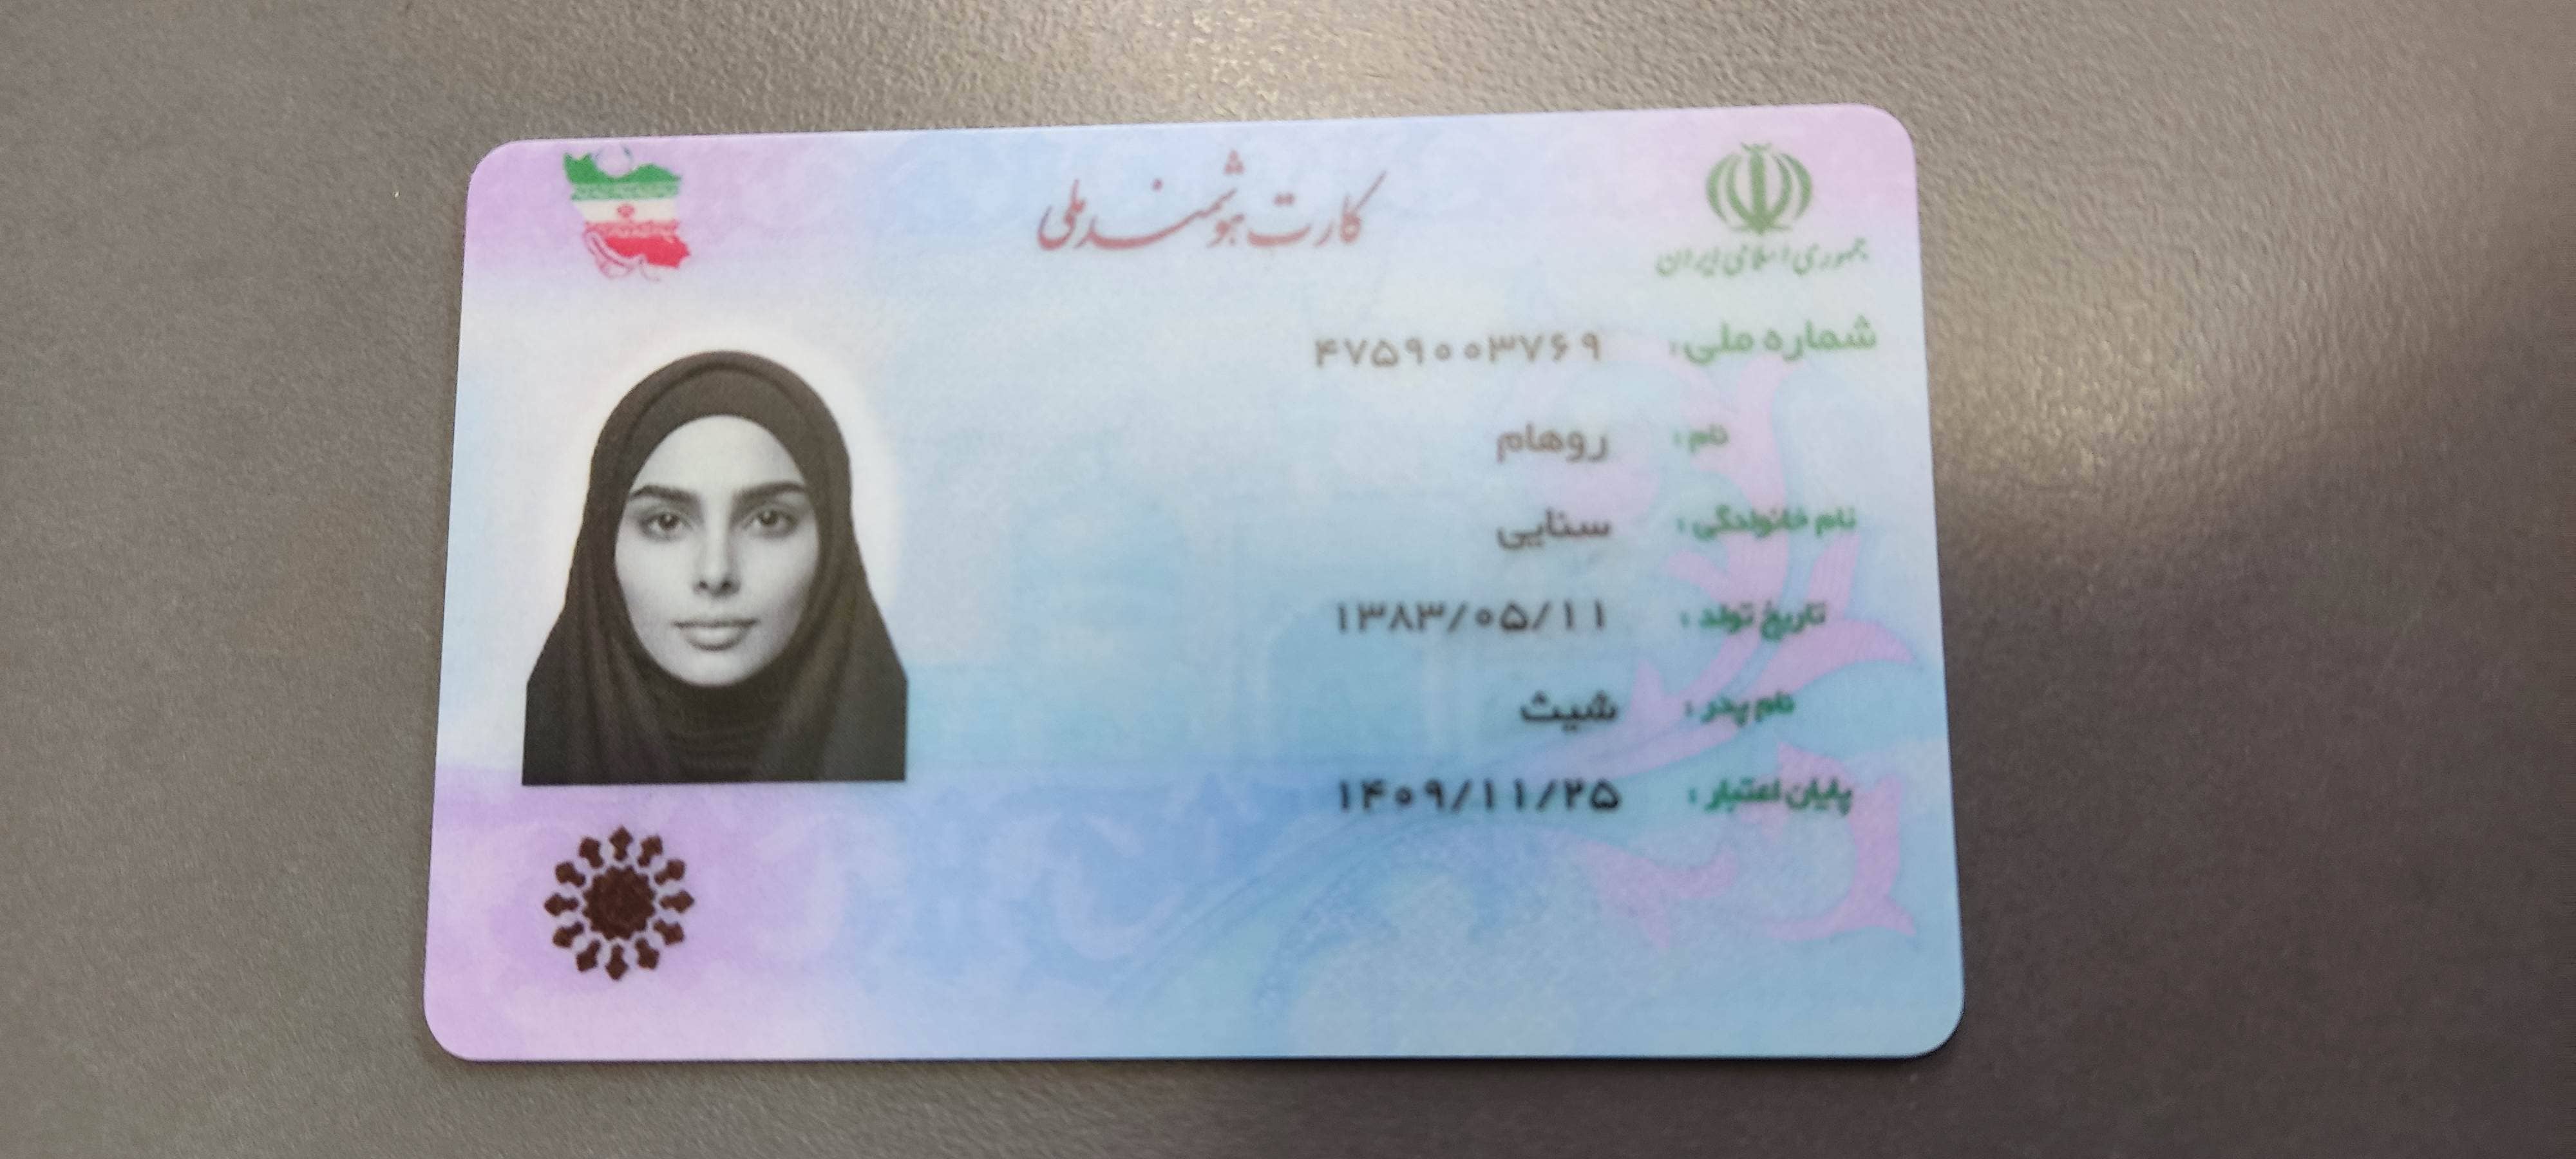 جمهوری اسلامی ایران
کارت هوشمند ملی
شماره ملی: ۴۷۵۹۰۰۳۷۶۹
نام: روهام
نام خانوادگی: سنایی
تاریخ تولد: ۱۳۸۳/۰۵/۱۱
نام پدر: شیث
پایان اعتبار: ۱۴۰۹/۱۱/۲۵